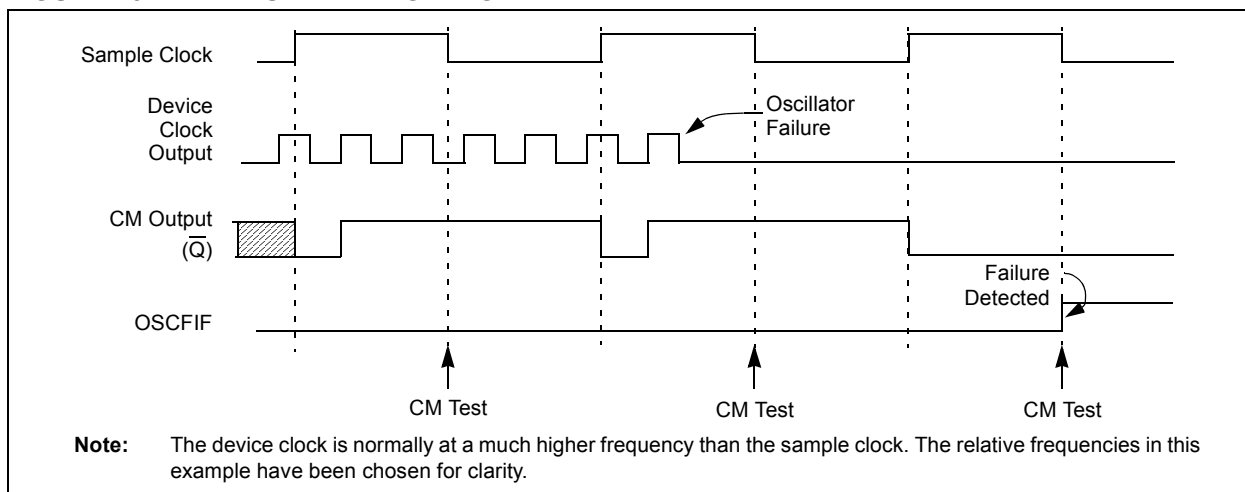 Sample Clock
Device
Clock
Output
Oscillator
Failure
CM Output
(Q̅)
Failure
Detected
OSCFIF
CM Test
CM Test
CM Test
Note: The device clock is normally at a much higher frequency than the sample clock. The relative frequencies in this
example have been chosen for clarity.